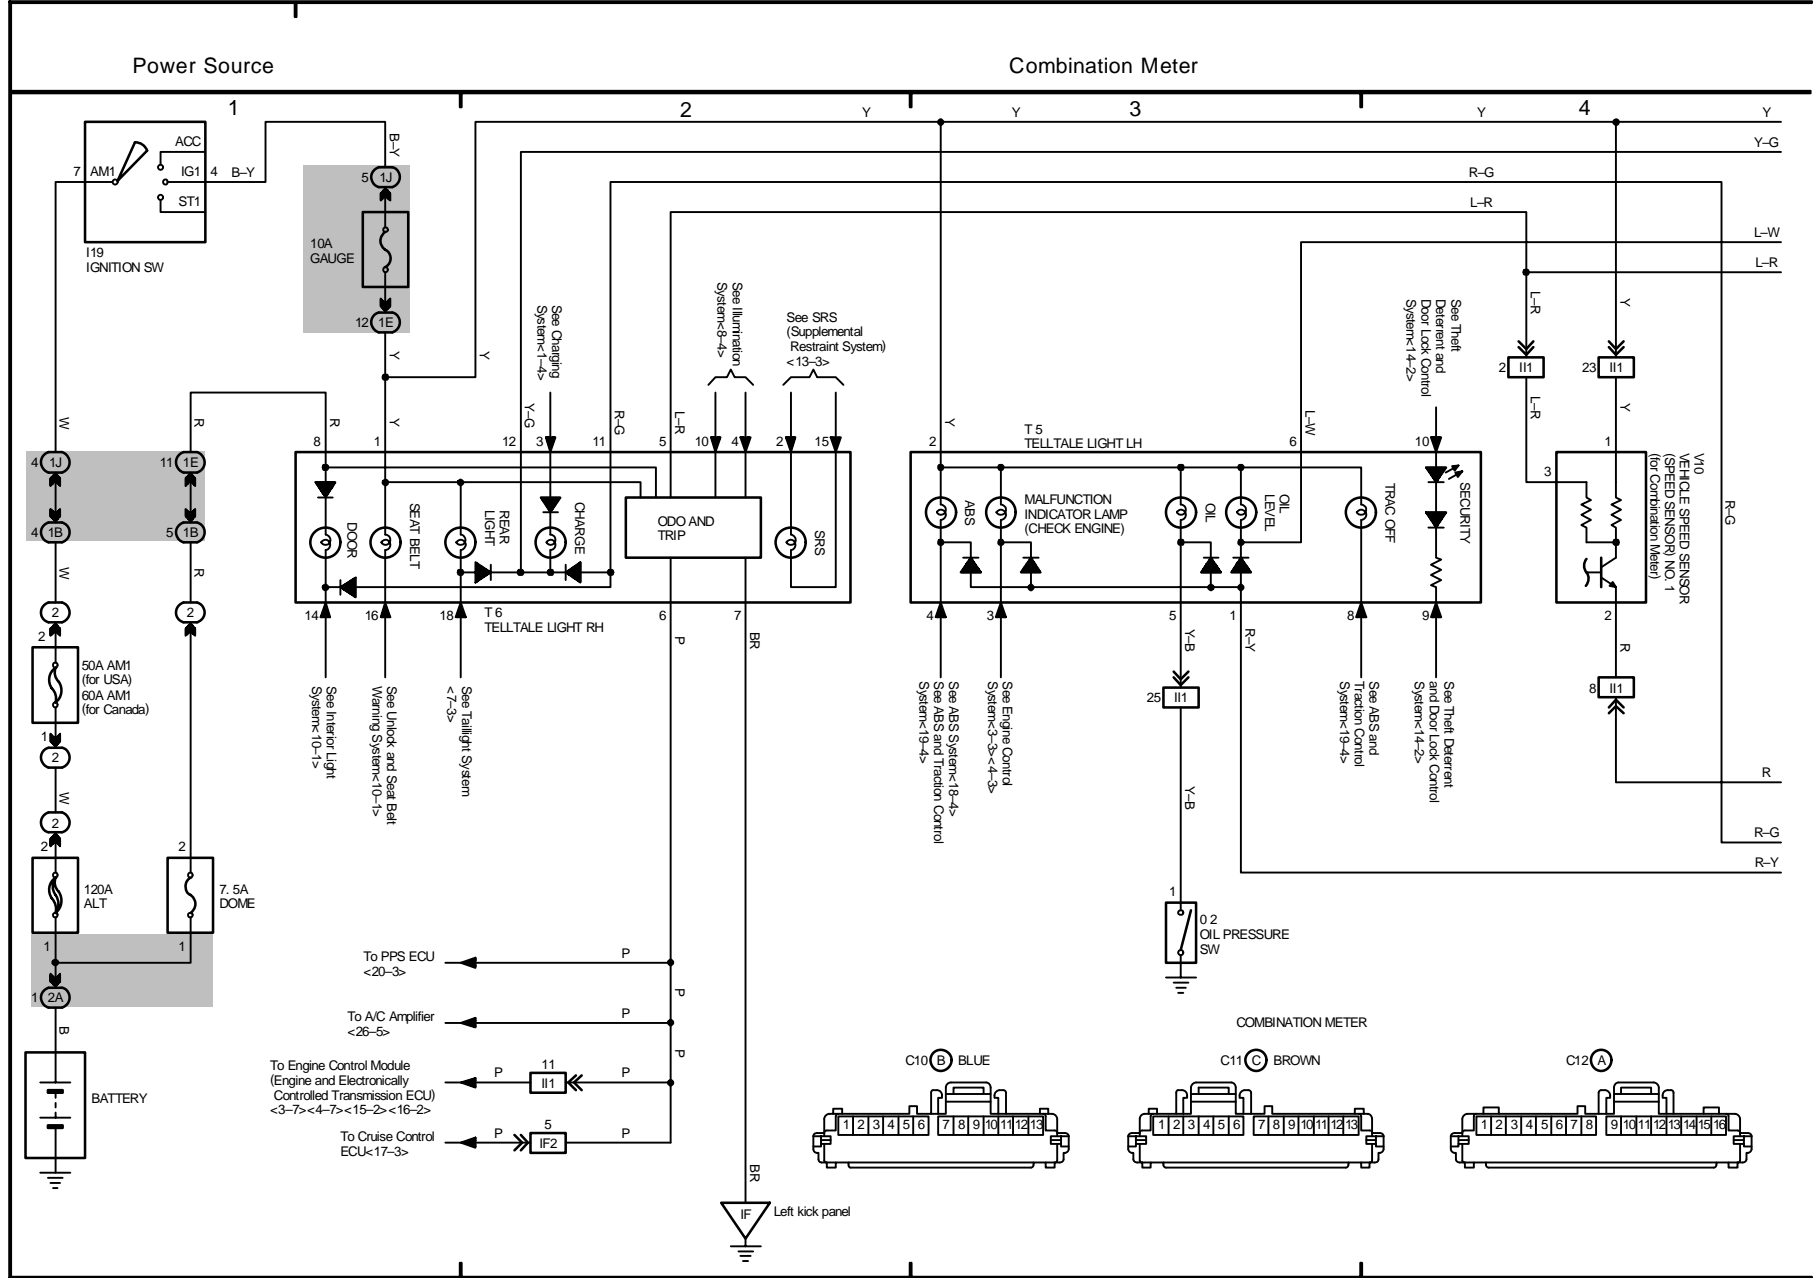 Power Source
Combination Meter
1
2
3
4
Y
Y
Y
Y
Y–G
R–G
L–R
L–W
L–R
7
AM1
ACC
IG1
ST1
4
B–Y
I19
IGNITION SW
B–Y
5
1J
10A
GAUGE
12
1E
Y
Y
Y
W
R
R
4
1J
11
1E
4
1B
5
1B
W
R
2
2
2
50A AM1
(for USA)
60A AM1
(for Canada)
1
2
W
2
2
120A
ALT
1
2
7. 5A
DOME
1
1
2A
B
BATTERY
See Charging
System<1–4>
See Illumination
System<8–4>
See SRS
(Supplemental
Restraint System)
<13–3>
Y–G
R–G
L–R
8
1
12
3
11
5
10
4
2
15
DOOR
SEAT BELT
REAR
LIGHT
CHARGE
ODO AND
TRIP
SRS
14
16
18
T 6
TELLTALE LIGHT RH
6
7
P
BR
See Interior Light
System<10–1>
See Unlock and Seat Belt
Warning System<10–1>
See Taillight System
<7–3>
To PPS ECU
<20–3>
P
P
To A/C Amplifier
<26–5>
P
P
To Engine Control Module
(Engine and Electronically
Controlled Transmission ECU)
<3–7><4–7><15–2><16–2>
P
11
II1
P
To Cruise Control
ECU<17–3>
P
5
IF2
P
BR
IF
Left kick panel
See Theft
Deterrent and
Door Lock Control
System<14–2>
2
Y
T 5
TELLTALE LIGHT LH
6
L–W
10
ABS
MALFUNCTION
INDICATOR LAMP
(CHECK ENGINE)
OIL
OIL
LEVEL
TRAC OFF
SECURITY
4
3
5
1
8
9
Y–B
R–Y
See ABS System<18–4>
See ABS and Traction Control
System<19–4>
See Engine Control
System<3–3><4–3>
25
II1
Y–B
See ABS and
Traction Control
System<19–4>
See Theft Deterrent
and Door Lock Control
System<14–2>
1
0 2
OIL PRESSURE
SW
L–R
Y
2
II1
23
II1
L–R
Y
3
1
V10
VEHICLE SPEED SENSOR
(SPEED SENSOR) NO. 1
(for Combination Meter)
R–G
2
R
8
II1
R
R–G
R–Y
COMBINATION METER
C10 B BLUE
C11 C BROWN
C12 A
1 2 3 4 5 6 7 8 9 10 11 12 13
1 2 3 4 5 6 7 8 9 10 11 12 13
1 2 3 4 5 6 7 8 9 10 11 12 13 14 15 16